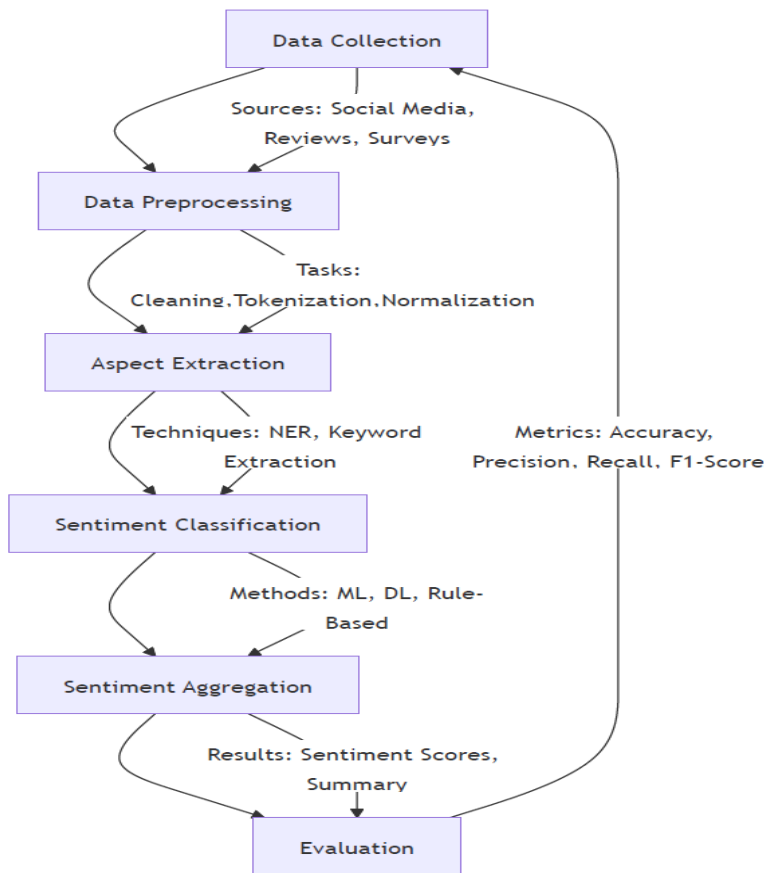 Data Collection
Sources: Social Media,
Reviews, Surveys
Data Preprocessing
Tasks:
Cleaning,Tokenization,Normalization
Aspect Extraction
Techniques: NER, Keyword
Extraction
Metrics: Accuracy,
Precision, Recall, F1-Score
Sentiment Classification
Methods: ML, DL, Rule-
Based
Sentiment Aggregation
Results: Sentiment Scores,
Summary
Evaluation